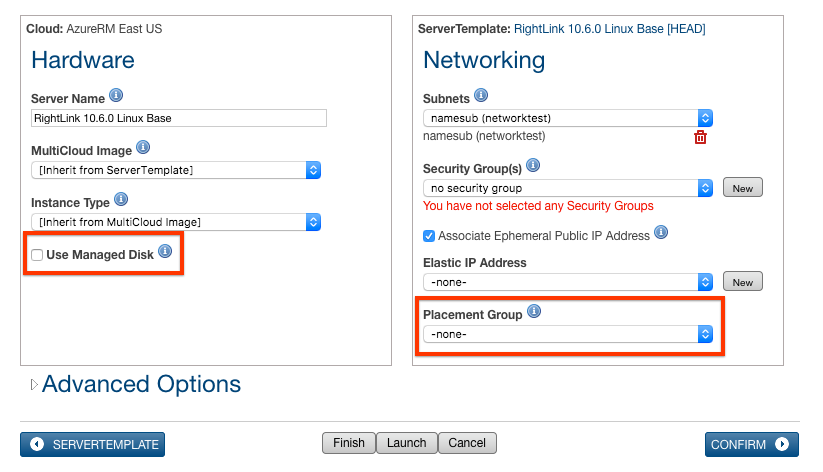 Cloud: AzureRM East US
Hardware
Server Name
RightLink 10.6.0 Linux Base
MultiCloud Image
[Inherit from ServerTemplate]
Instance Type
[Inherit from MultiCloud Image]
Use Managed Disk
ServerTemplate: RightLink 10.6.0 Linux Base [HEAD]
Networking
Subnets
namesub (networktest)
namesub (networktest)
Security Group(s)
no security group
New
You have not selected any Security Groups
Associate Ephemeral Public IP Address
Elastic IP Address
-none-
New
Placement Group
-none-
Advanced Options
SERVERTEMPLATE
Finish
Launch
Cancel
CONFIRM